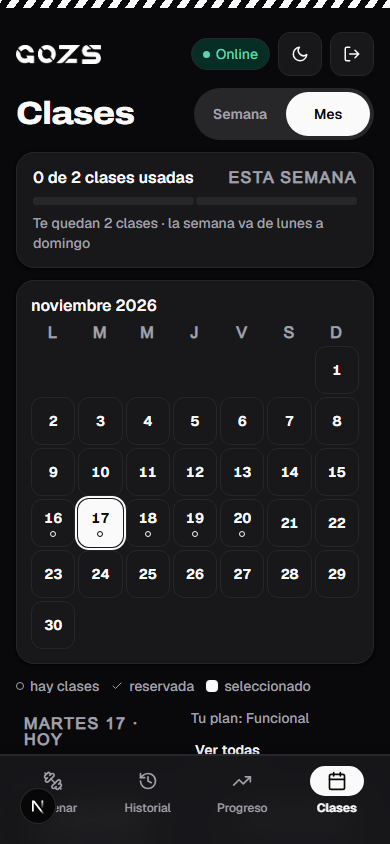 GOZS
Online
Clases
Semana
Mes
0 de 2 clases usadas
ESTA SEMANA
Te quedan 2 clases · la semana va de lunes a
domingo
noviembre 2026
L M M J V S D
1
2 3 4 5 6 7 8
9 10 11 12 13 14 15
16 17 18 19 20 21 22
23 24 25 26 27 28 29
30
hay clases
reservada
seleccionado
MARTES 17 ·
HOY
Tu plan: Funcional
Ver todas
N
enar
Historial
Progreso
Clases